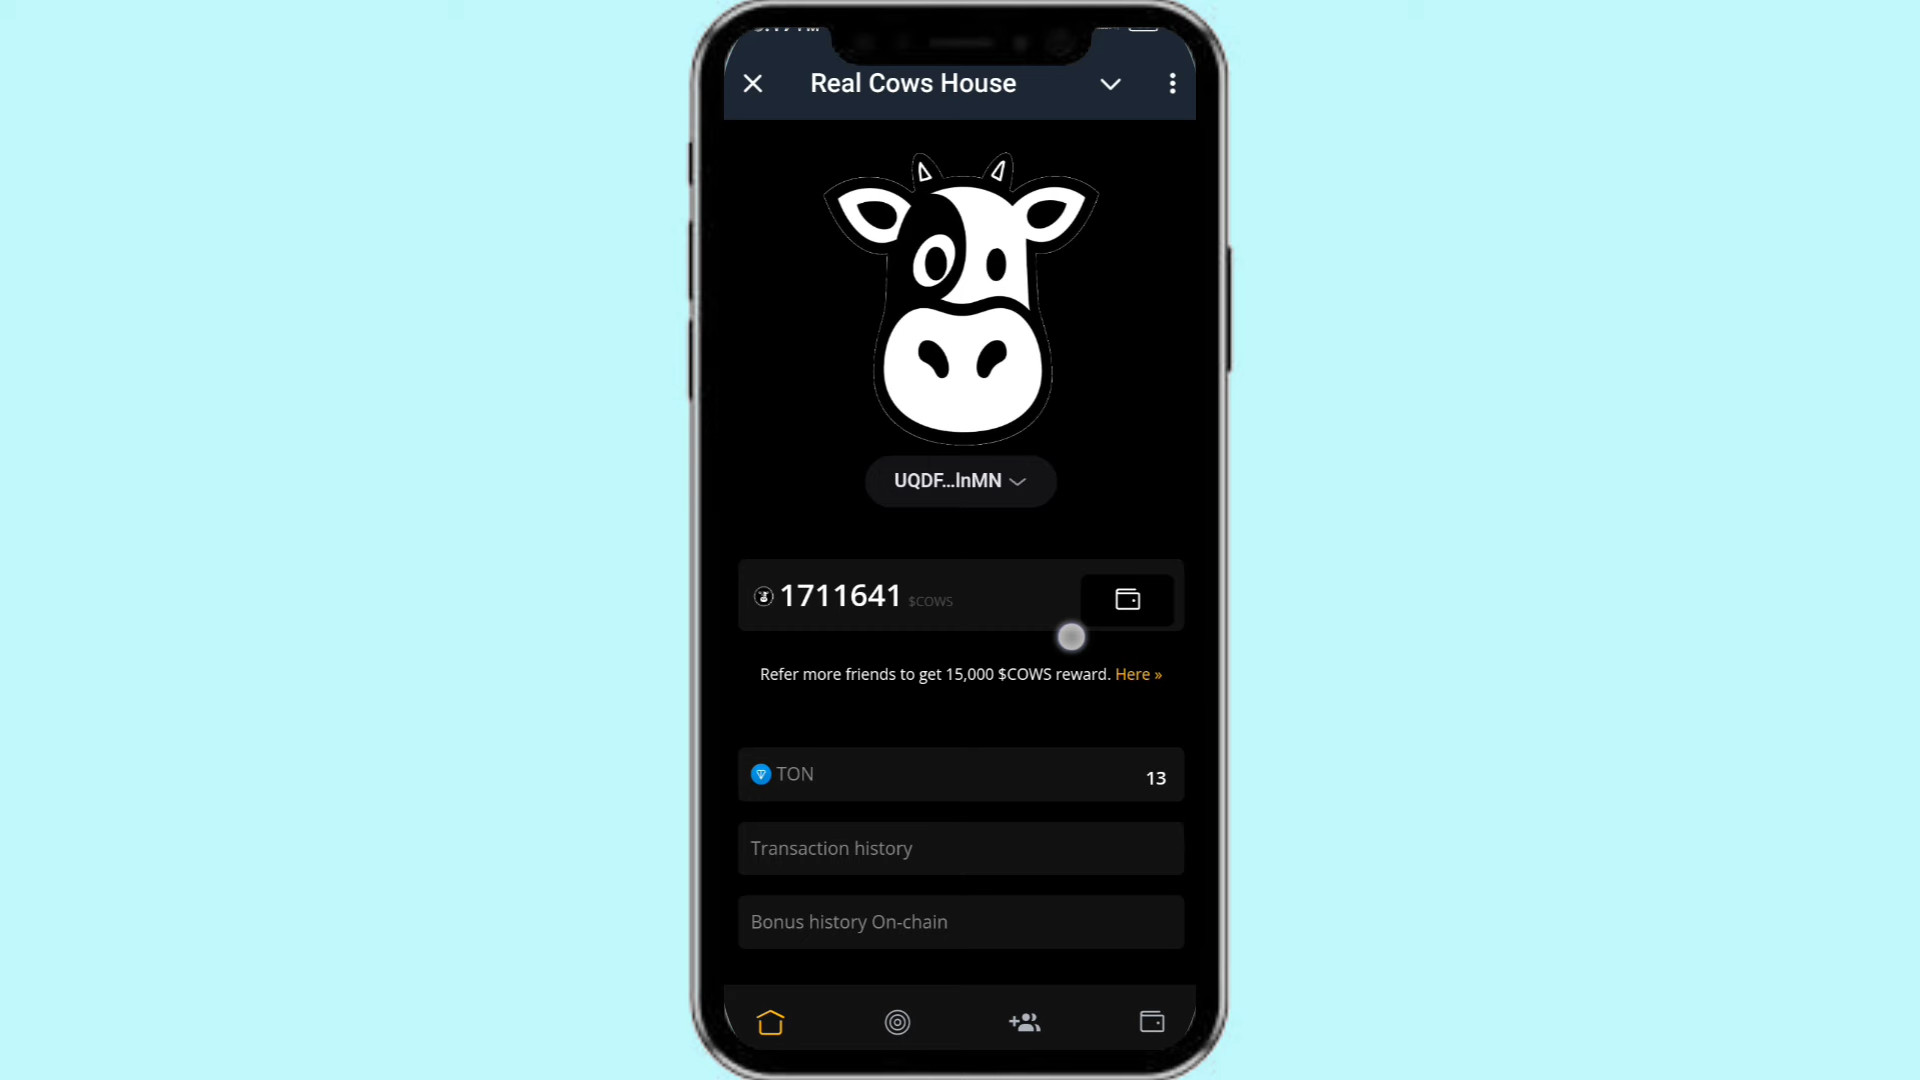 Real Cows House
UQDF...lnMN
1711641 $COWS
Refer more friends to get 15,000 $COWS reward. Here »
TON 13
Transaction history
Bonus history On-chain